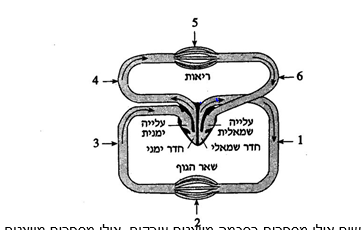 5
ריאות
4
6
עלייה ימנית
עלייה שמאלית
3
חדר ימני
חדר שמאלי
1
שאר הגוף
2